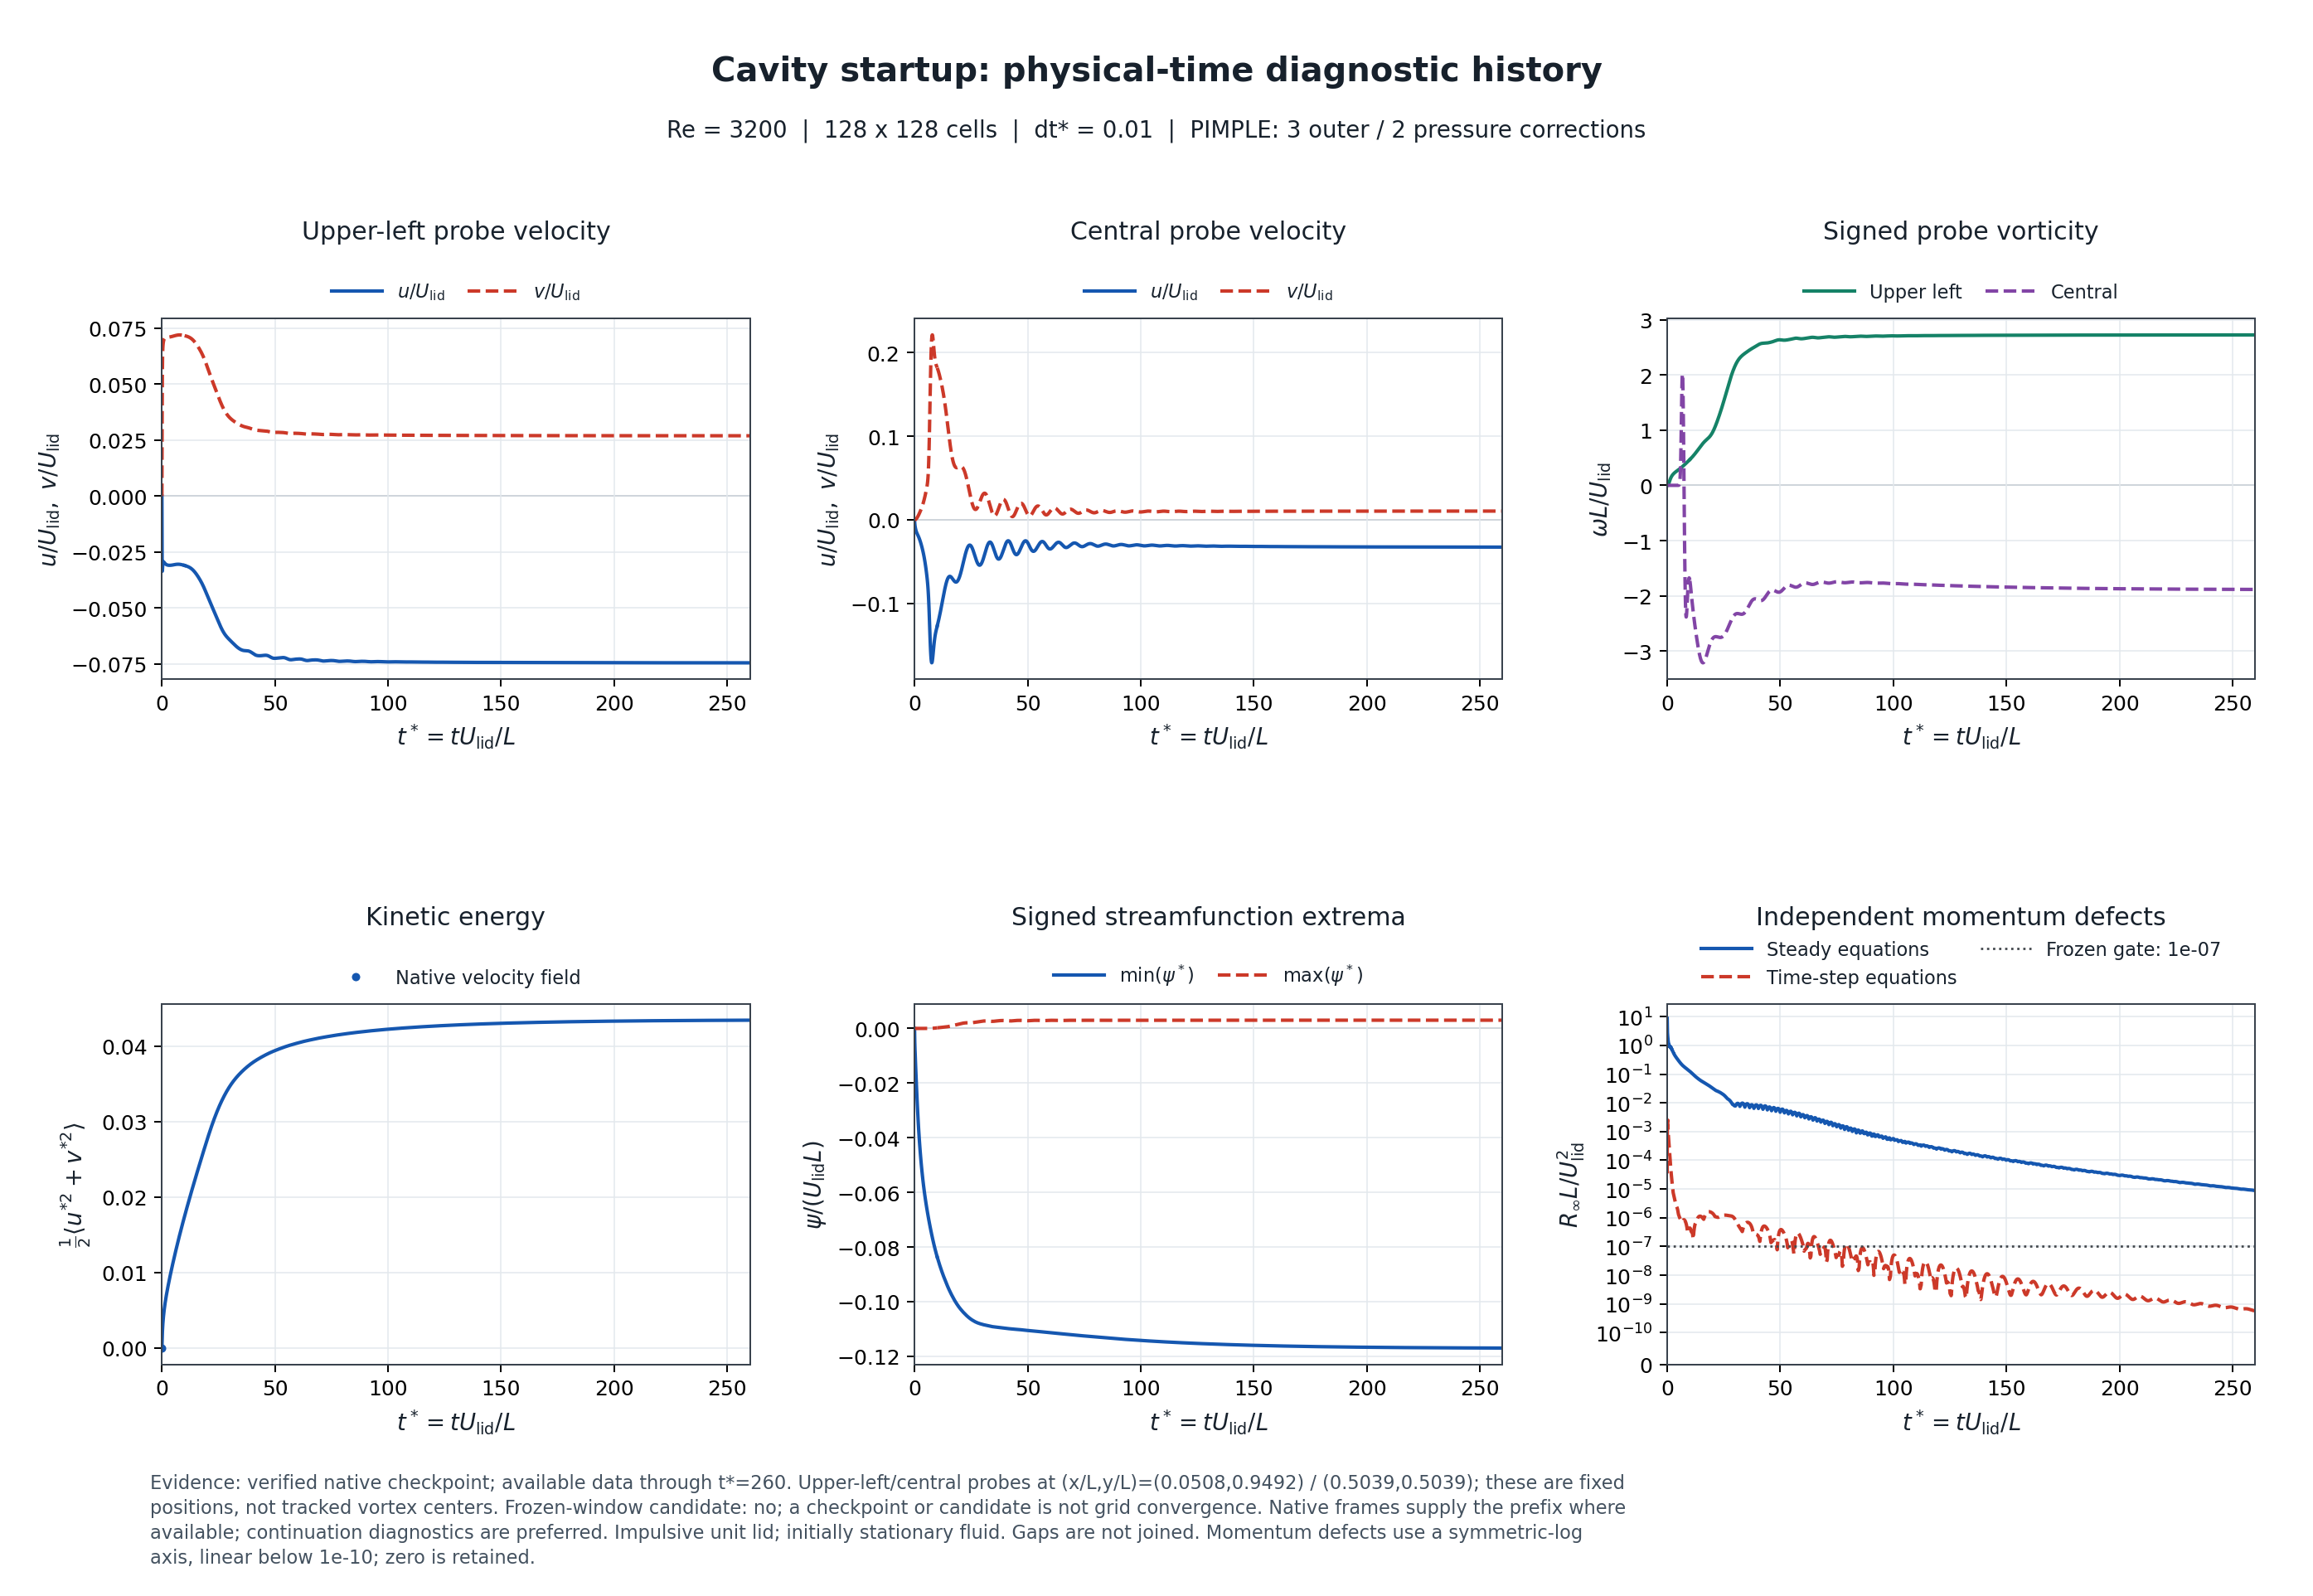 Cavity startup: physical-time diagnostic history
Re = 3200 | 128 x 128 cells | dt* = 0.01 | PIMPLE: 3 outer / 2 pressure corrections
Upper-left probe velocity
u/U_lid v/U_lid
0.075
0.050
0.025
0.000
−0.025
−0.050
−0.075
u/U_lid, v/U_lid
0 50 100 150 200 250
t* = tU_lid/L
Central probe velocity
u/U_lid v/U_lid
0.2
0.1
0.0
−0.1
u/U_lid, v/U_lid
0 50 100 150 200 250
t* = tU_lid/L
Signed probe vorticity
Upper left Central
3
2
1
0
−1
−2
−3
ωL/U_lid
0 50 100 150 200 250
t* = tU_lid/L
Kinetic energy
Native velocity field
0.04
0.03
0.02
0.01
0.00
½⟨u*² + v*²⟩
0 50 100 150 200 250
t* = tU_lid/L
Signed streamfunction extrema
min(ψ*) max(ψ*)
0.00
−0.02
−0.04
−0.06
−0.08
−0.10
−0.12
ψ/(U_lid L)
0 50 100 150 200 250
t* = tU_lid/L
Independent momentum defects
Steady equations Frozen gate: 1e-07
Time-step equations
10¹
10⁰
10⁻¹
10⁻²
10⁻³
10⁻⁴
10⁻⁵
10⁻⁶
10⁻⁷
10⁻⁸
10⁻⁹
10⁻¹⁰
0
R∞L/U²_lid
0 50 100 150 200 250
t* = tU_lid/L
Evidence: verified native checkpoint; available data through t*=260. Upper-left/central probes at (x/L,y/L)=(0.0508,0.9492) / (0.5039,0.5039); these are fixed
positions, not tracked vortex centers. Frozen-window candidate: no; a checkpoint or candidate is not grid convergence. Native frames supply the prefix where
available; continuation diagnostics are preferred. Impulsive unit lid; initially stationary fluid. Gaps are not joined. Momentum defects use a symmetric-log
axis, linear below 1e-10; zero is retained.